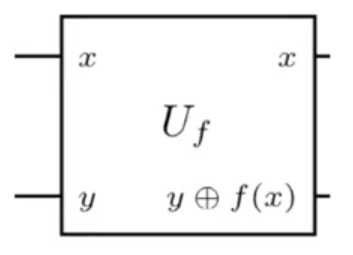 x x
U_f
y y ⊕ f(x)